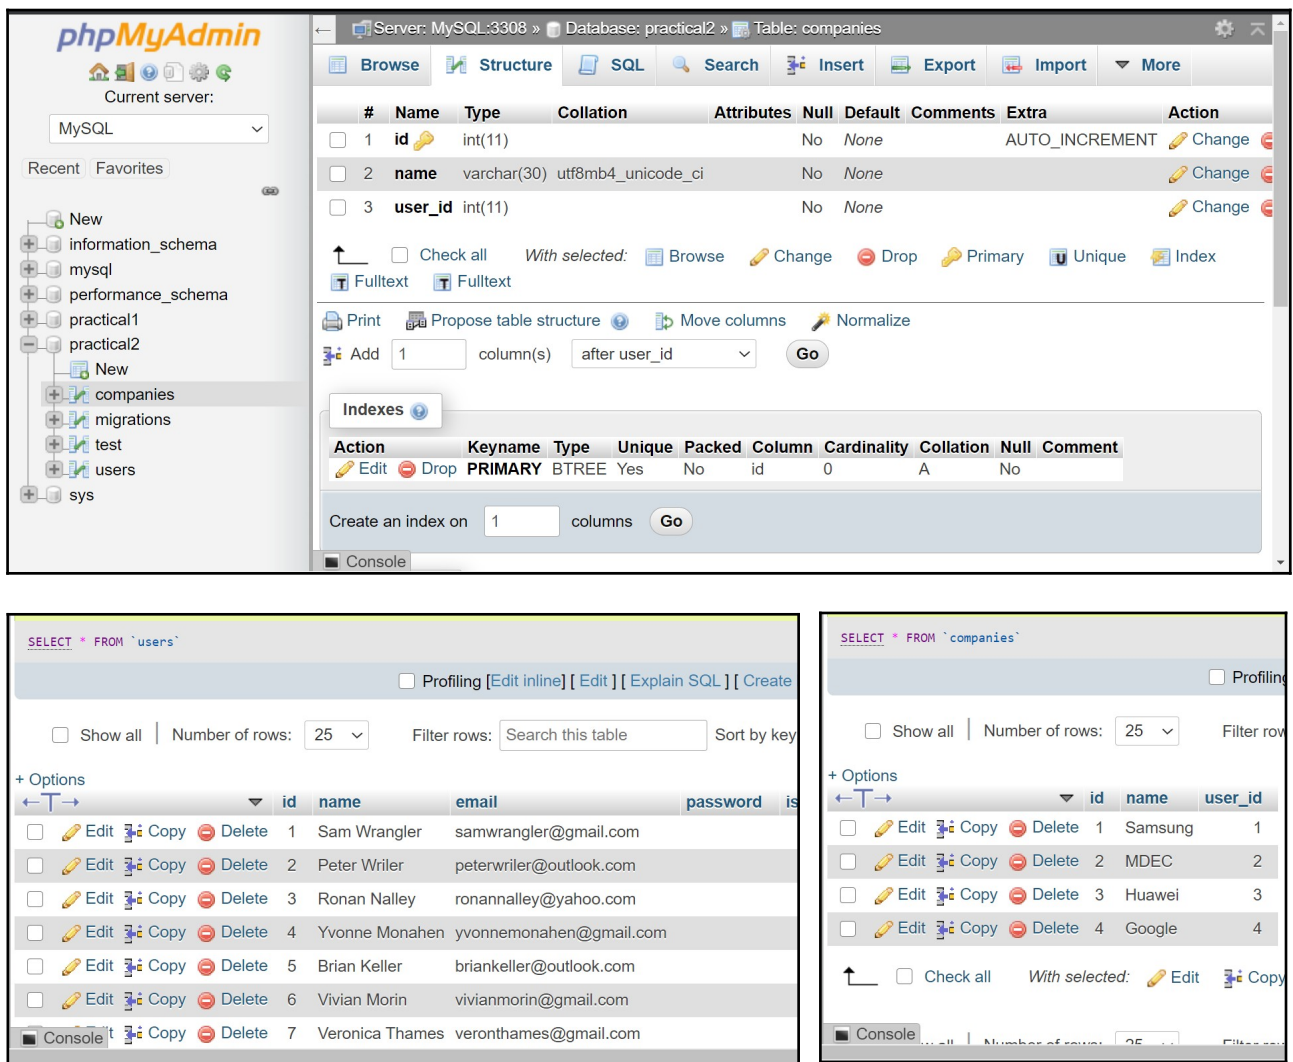 phpMyAdmin
Current server:
MySQL
Recent Favorites
New
information_schema
mysql
performance_schema
practical1
practical2
New
companies
migrations
test
users
sys
Server: MySQL:3308 » Database: practical2 » Table: companies
Browse Structure SQL Search Insert Export Import More
# Name Type Collation Attributes Null Default Comments Extra Action
1 id int(11) No None AUTO_INCREMENT Change
2 name varchar(30) utf8mb4_unicode_ci No None Change
3 user_id int(11) No None Change
Check all With selected: Browse Change Drop Primary Unique Index
Fulltext Fulltext
Print Propose table structure Move columns Normalize
Add 1 column(s) after user_id Go
Indexes
Action Keyname Type Unique Packed Column Cardinality Collation Null Comment
Edit Drop PRIMARY BTREE Yes No id 0 A No
Create an index on 1 columns Go
Console
SELECT * FROM `users`
Profiling [Edit inline] [ Edit ] [ Explain SQL ] [ Create
Show all Number of rows: 25 Filter rows: Search this table Sort by key
+ Options
id name email password is
Edit Copy Delete 1 Sam Wrangler samwrangler@gmail.com
Edit Copy Delete 2 Peter Wriler peterwriler@outlook.com
Edit Copy Delete 3 Ronan Nalley ronannalley@yahoo.com
Edit Copy Delete 4 Yvonne Monahen yvonnemonahen@gmail.com
Edit Copy Delete 5 Brian Keller briankeller@outlook.com
Edit Copy Delete 6 Vivian Morin vivianmorin@gmail.com
Copy Delete 7 Veronica Thames veronthames@gmail.com
Console
SELECT * FROM `companies`
Profiling
Show all Number of rows: 25 Filter row
+ Options
id name user_id
Edit Copy Delete 1 Samsung 1
Edit Copy Delete 2 MDEC 2
Edit Copy Delete 3 Huawei 3
Edit Copy Delete 4 Google 4
Check all With selected: Edit Copy
Console